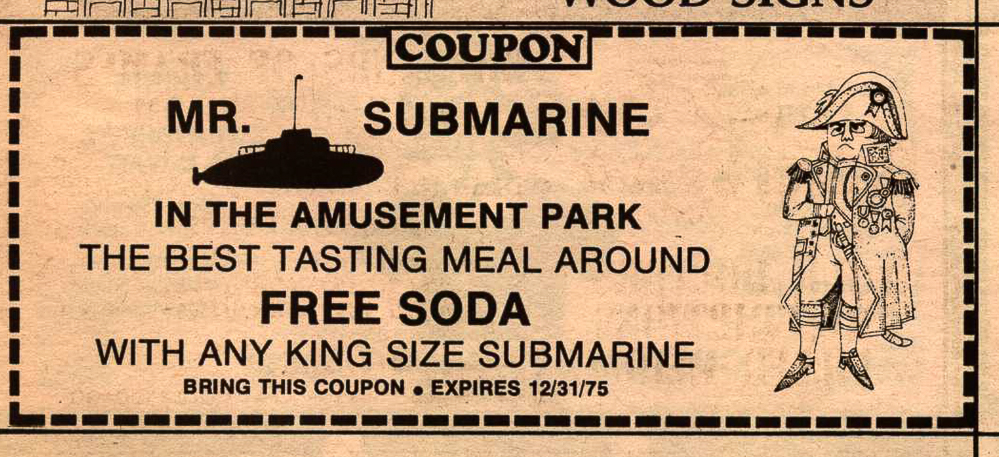 WOOD SIGNS
COUPON
MR. SUBMARINE
IN THE AMUSEMENT PARK
THE BEST TASTING MEAL AROUND
FREE SODA
WITH ANY KING SIZE SUBMARINE
BRING THIS COUPON • EXPIRES 12/31/75